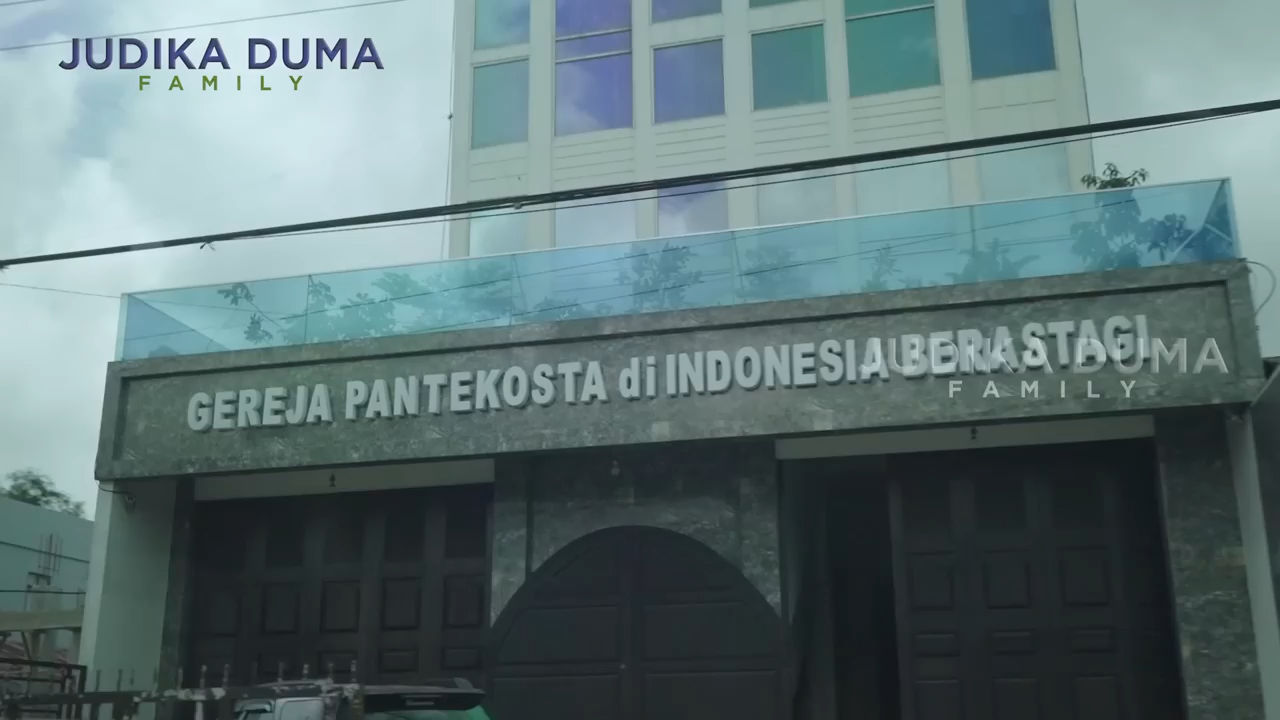 JUDIKA DUMA
FAMILY
GEREJA PANTEKOSTA di INDONESIA BERASTAGI
JUDIKA DUMA
FAMILY